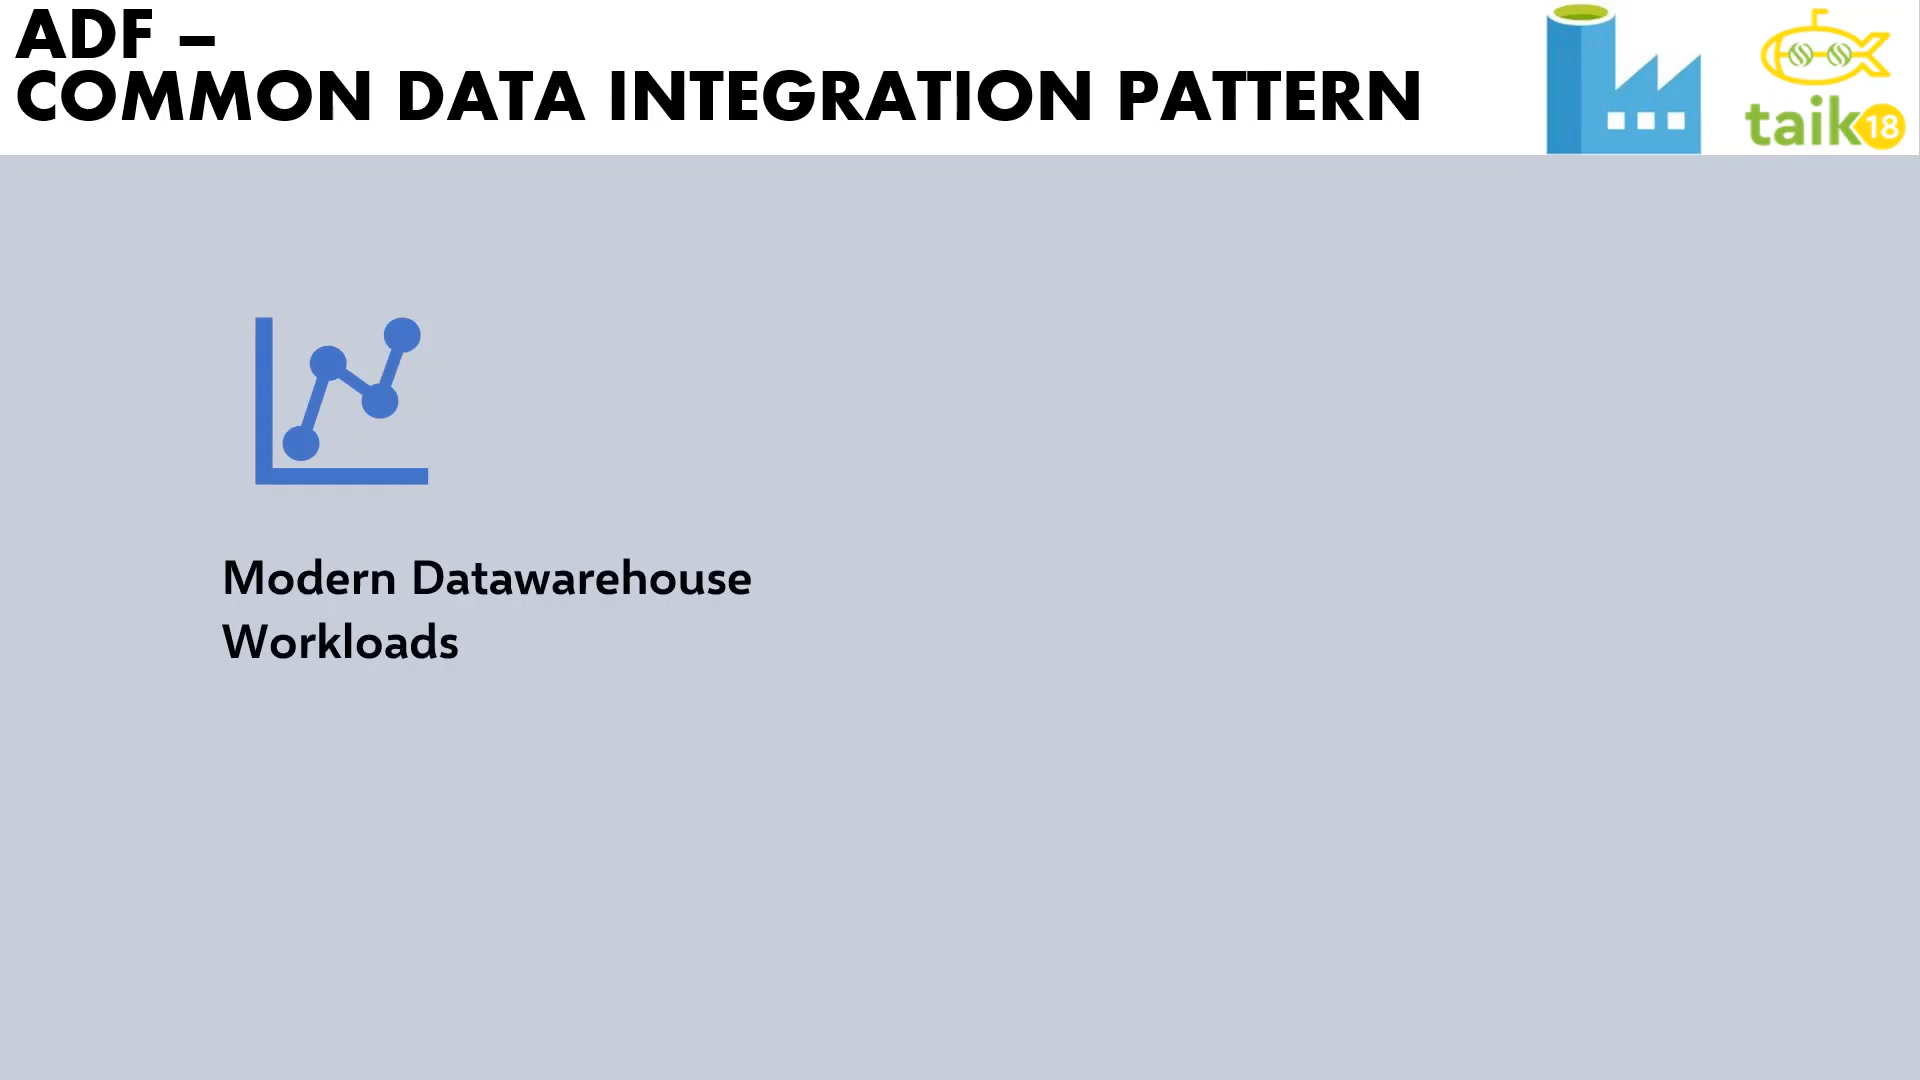 ADF –
COMMON DATA INTEGRATION PATTERN
taik18
Modern Datawarehouse
Workloads